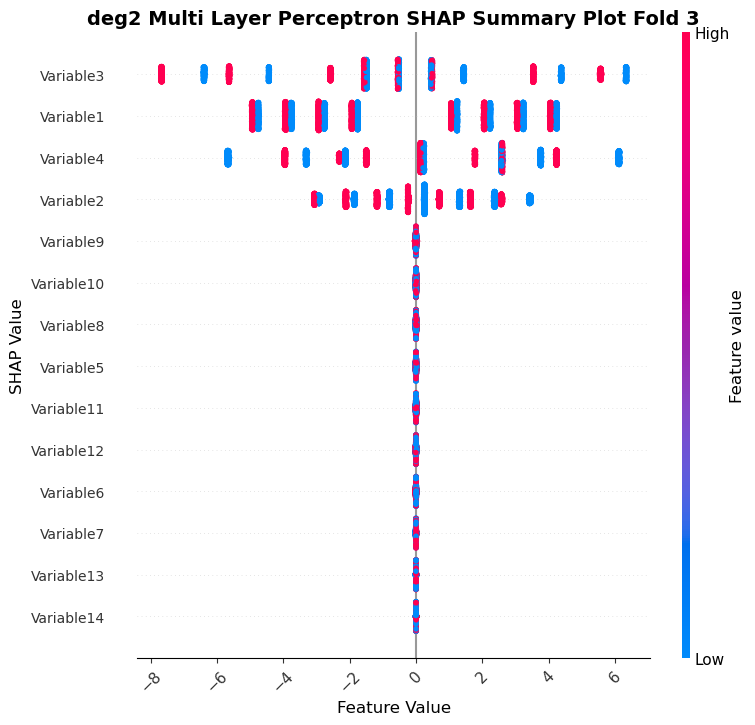 deg2 Multi Layer Perceptron SHAP Summary Plot Fold 3
High
Variable3
Variable1
Variable4
Variable2
Variable9
Variable10
Variable8
Variable5
Variable11
Variable12
Variable6
Variable7
Variable13
Variable14
SHAP Value
Feature value
Low
−8
−6
−4
−2
0
2
4
6
Feature Value